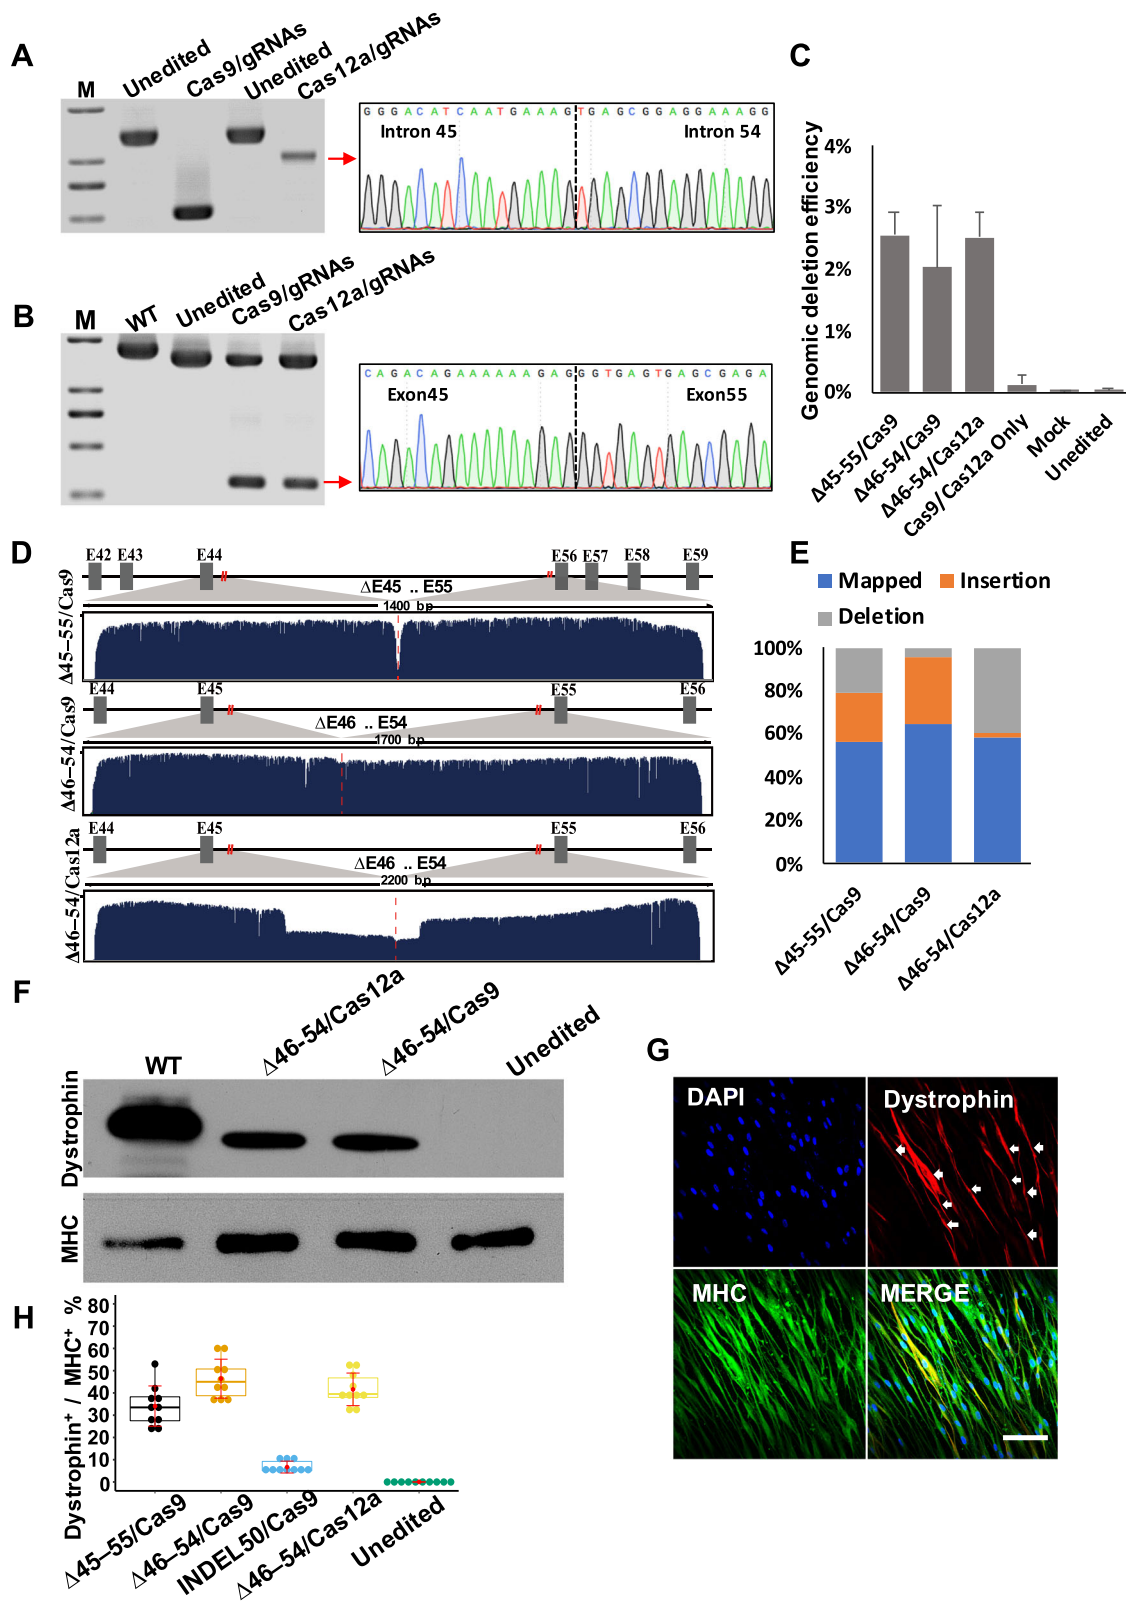 A
M
Unedited
Cas9/gRNAs
Unedited
Cas12a/gRNAs
GGGACATCAATGAAAGTGAGCGGAGGAAAGG
Intron 45
Intron 54
B
M
WT
Unedited
Cas9/gRNAs
Cas12a/gRNAs
CAGACAGAAAAAAGAGGGTGAGTGAGCGAGA
Exon45
Exon55
C
Genomic deletion efficiency
4%
3%
2%
1%
0%
Δ45-55/Cas9
Δ46-54/Cas9
Δ46-54/Cas12a
Cas9/ Cas12a Only
Mock
Unedited
D
Δ45–55/Cas9
E42 E43 E44 E56 E57 E58 E59
ΔE45 .. E55
1400 bp
Δ46–54/Cas9
E44 E45 E55 E56
ΔE46 .. E54
1700 bp
Δ46–54/Cas12a
E44 E45 E55 E56
ΔE46 .. E54
2200 bp
E
Mapped Insertion
Deletion
100%
80%
60%
40%
20%
0%
Δ45-55/Cas9
Δ46-54/Cas9
Δ46-54/Cas12a
F
WT
Δ46-54/Cas12a
Δ46-54/Cas9
Unedited
Dystrophin
MHC
G
DAPI
Dystrophin
MHC
MERGE
H
Dystrophin⁺ / MHC⁺ %
80
70
60
50
40
30
20
10
0
Δ45–55/Cas9
Δ46–54/Cas9
INDEL50/Cas9
Δ46–54/Cas12a
Unedited